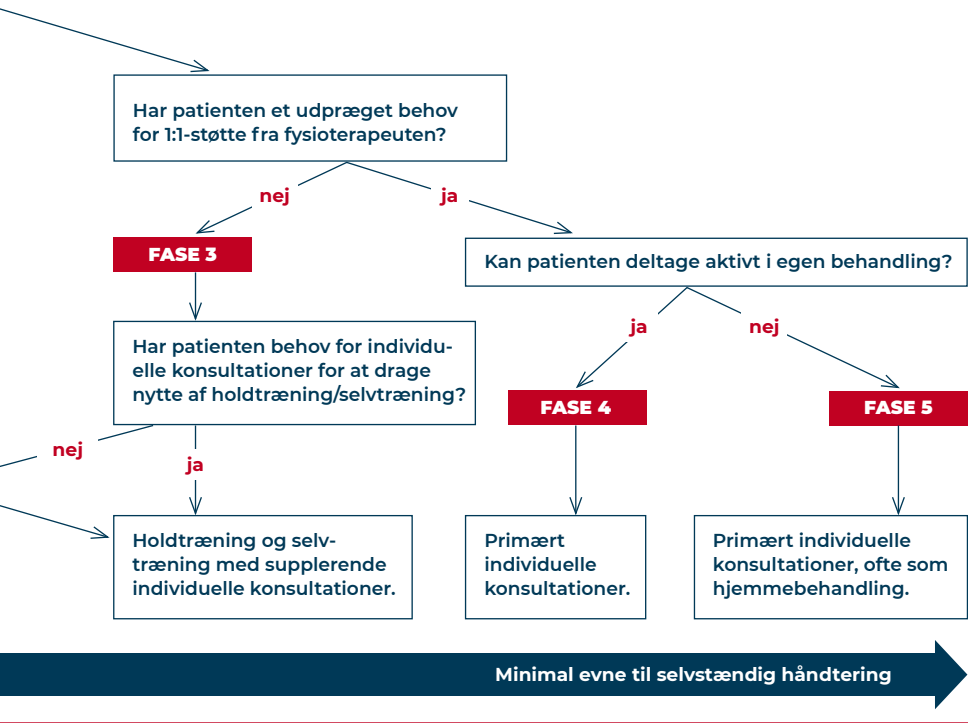 Har patienten et udpræget behov
for 1:1-støtte fra fysioterapeuten?
nej
ja
FASE 3
Kan patienten deltage aktivt i egen behandling?
Har patienten behov for individu-
elle konsultationer for at drage
nytte af holdtræning/selvtræning?
ja
nej
FASE 4
FASE 5
nej
ja
Holdtræning og selv-
træning med supplerende
individuelle konsultationer.
Primært
individuelle
konsultationer.
Primært individuelle
konsultationer, ofte som
hjemmebehandling.
Minimal evne til selvstændig håndtering